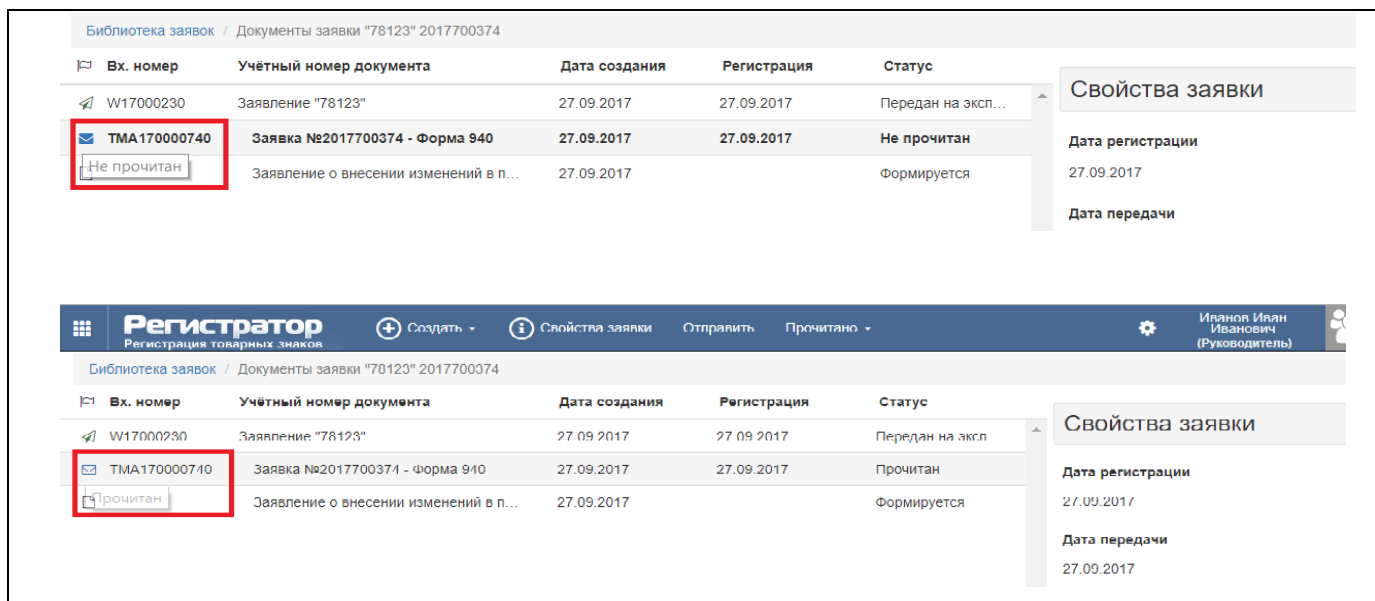 Библиотека заявок / Документы заявки "78123" 2017700374
Вх. номер Учётный номер документа Дата создания Регистрация Статус
Свойства заявки
W17000230 Заявление "78123" 27.09.2017 27.09.2017 Передан на эксп...
TMA170000740 Заявка №2017700374 - Форма 940 27.09.2017 27.09.2017 Не прочитан
Дата регистрации
Не прочитан
Заявление о внесении изменений в п... 27.09.2017 Формируется
27.09.2017
Дата передачи
Регистратор
Регистрация товарных знаков
Создать Свойства заявки Отправить Прочитано
Иванов Иван
Иванович
(Руководитель)
Библиотека заявок / Документы заявки "78123" 2017700374
Вх. номер Учётный номер документа Дата создания Регистрация Статус
Свойства заявки
W17000230 Заявление "78123" 27.09.2017 27.09.2017 Передан на эксп
TMA170000740 Заявка №2017700374 - Форма 940 27.09.2017 27.09.2017 Прочитан
Дата регистрации
Прочитан
Заявление о внесении изменений в п... 27.09.2017 Формируется
27.09.2017
Дата передачи
27.09.2017